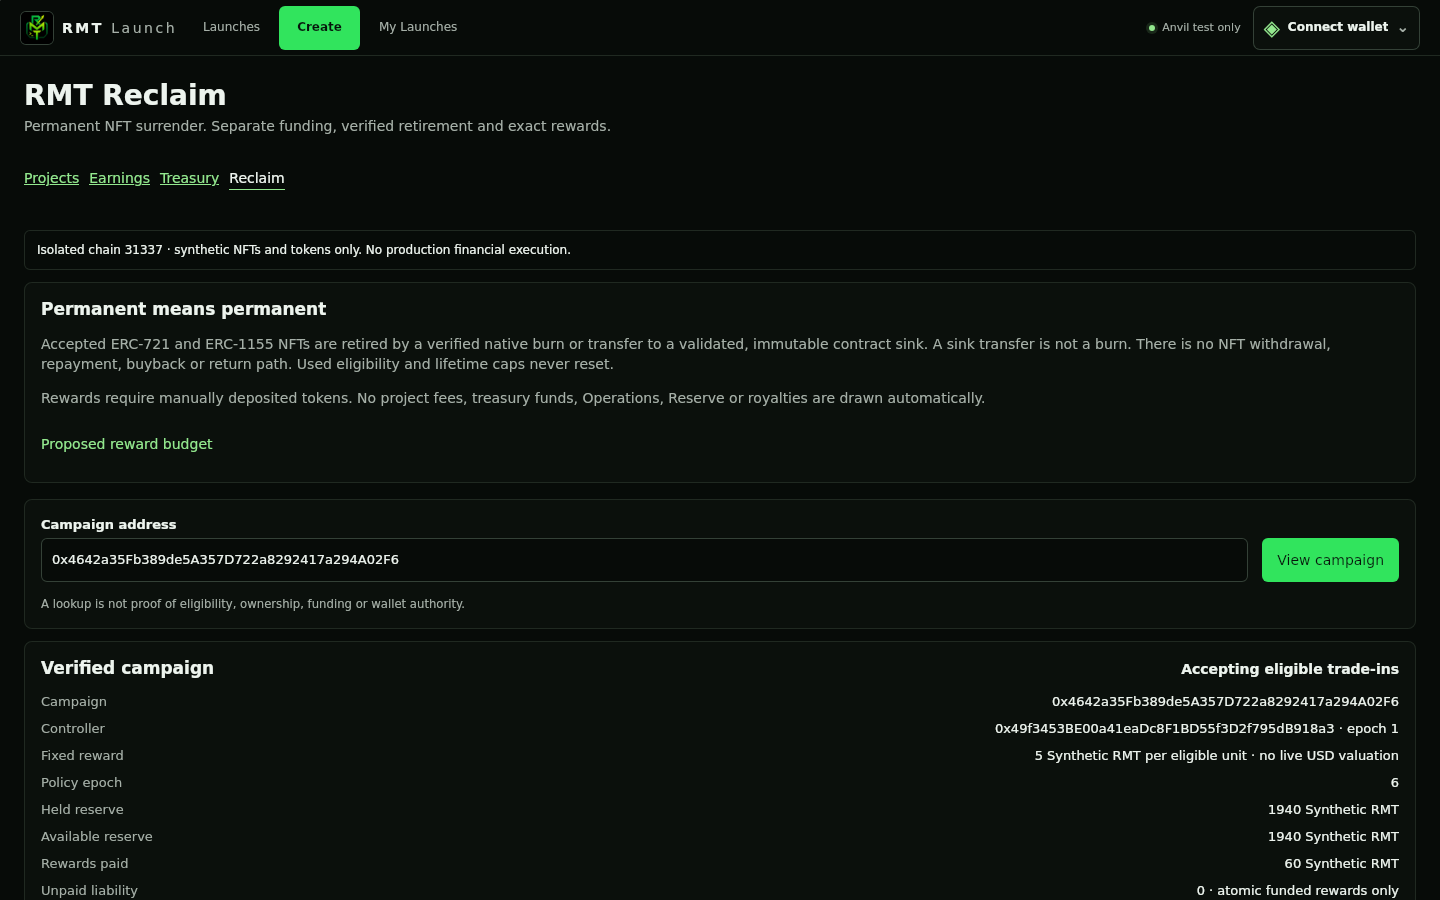 RMT Launch
Launches
Create
My Launches
Anvil test only
Connect wallet
RMT Reclaim
Permanent NFT surrender. Separate funding, verified retirement and exact rewards.
Projects Earnings Treasury Reclaim
Isolated chain 31337 · synthetic NFTs and tokens only. No production financial execution.
Permanent means permanent
Accepted ERC-721 and ERC-1155 NFTs are retired by a verified native burn or transfer to a validated, immutable contract sink. A sink transfer is not a burn. There is no NFT withdrawal,
repayment, buyback or return path. Used eligibility and lifetime caps never reset.
Rewards require manually deposited tokens. No project fees, treasury funds, Operations, Reserve or royalties are drawn automatically.
Proposed reward budget
Campaign address
0x4642a35Fb389de5A357D722a8292417a294A02F6
View campaign
A lookup is not proof of eligibility, ownership, funding or wallet authority.
Verified campaign
Accepting eligible trade-ins
Campaign 0x4642a35Fb389de5A357D722a8292417a294A02F6
Controller 0x49f3453BE00a41eaDc8F1BD55f3D2f795dB918a3 · epoch 1
Fixed reward 5 Synthetic RMT per eligible unit · no live USD valuation
Policy epoch 6
Held reserve 1940 Synthetic RMT
Available reserve 1940 Synthetic RMT
Rewards paid 60 Synthetic RMT
Unpaid liability 0 · atomic funded rewards only